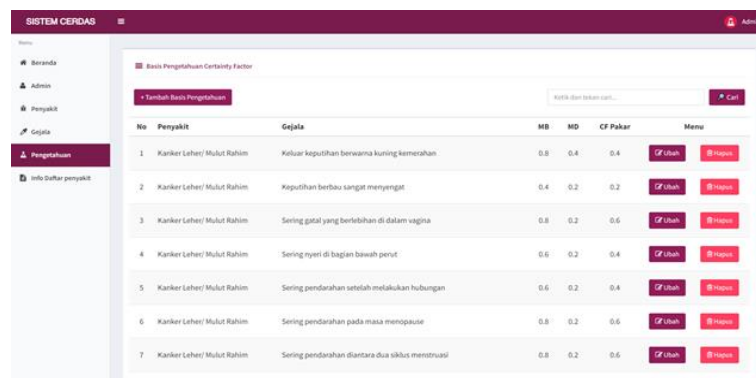 SISTEM CERDAS
Admi
Menu
Beranda
Admin
Penyakit
Gejala
Pengetahuan
Info Daftar penyakit
Basis Pengetahuan Certainty Factor
+ Tambah Basis Pengetahuan
Ketik dan tekan cari...
Cari
No Penyakit Gejala MB MD CF Pakar Menu
1 Kanker Leher/ Mulut Rahim Keluar keputihan berwarna kuning kemerahan 0.8 0.4 0.4 Ubah Hapus
2 Kanker Leher/ Mulut Rahim Keputihan berbau sangat menyengat 0.4 0.2 0.2 Ubah Hapus
3 Kanker Leher/ Mulut Rahim Sering gatal yang berlebihan di dalam vagina 0.8 0.2 0.6 Ubah Hapus
4 Kanker Leher/ Mulut Rahim Sering nyeri di bagian bawah perut 0.6 0.2 0.4 Ubah Hapus
5 Kanker Leher/ Mulut Rahim Sering pendarahan setelah melakukan hubungan 0.6 0.2 0.4 Ubah Hapus
6 Kanker Leher/ Mulut Rahim Sering pendarahan pada masa menopause 0.8 0.2 0.6 Ubah Hapus
7 Kanker Leher/ Mulut Rahim Sering pendarahan diantara dua siklus menstruasi 0.8 0.2 0.6 Ubah Hapus